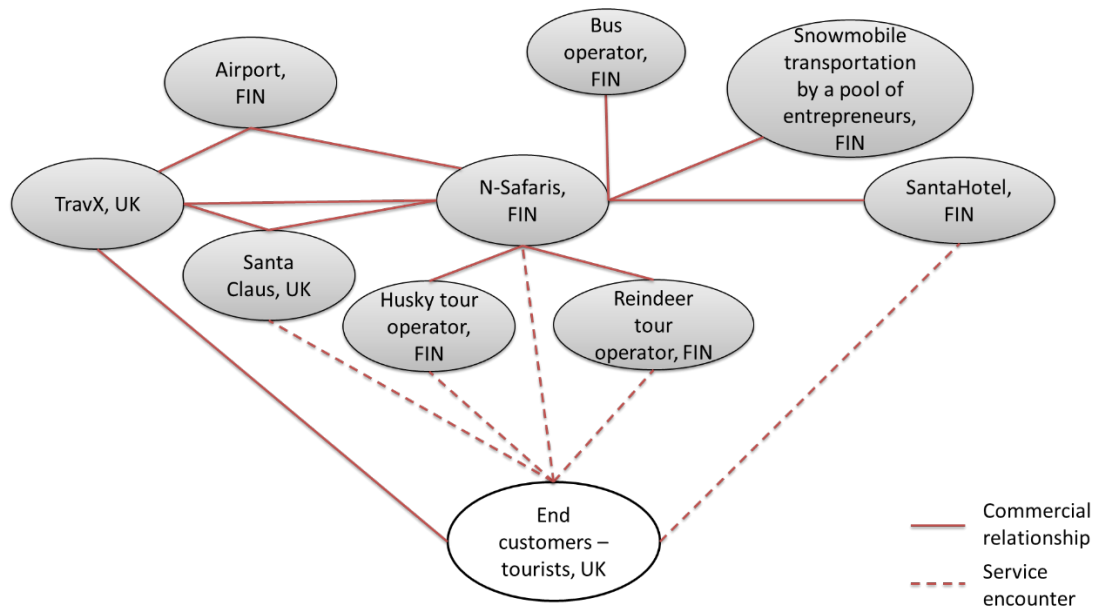 Airport,
FIN
Bus
operator,
FIN
Snowmobile
transportation
by a pool of
entrepreneurs,
FIN
TravX, UK
N-Safaris,
FIN
SantaHotel,
FIN
Santa
Claus, UK
Husky tour
operator,
FIN
Reindeer
tour
operator, FIN
End
customers –
tourists, UK
Commercial
relationship
Service
encounter